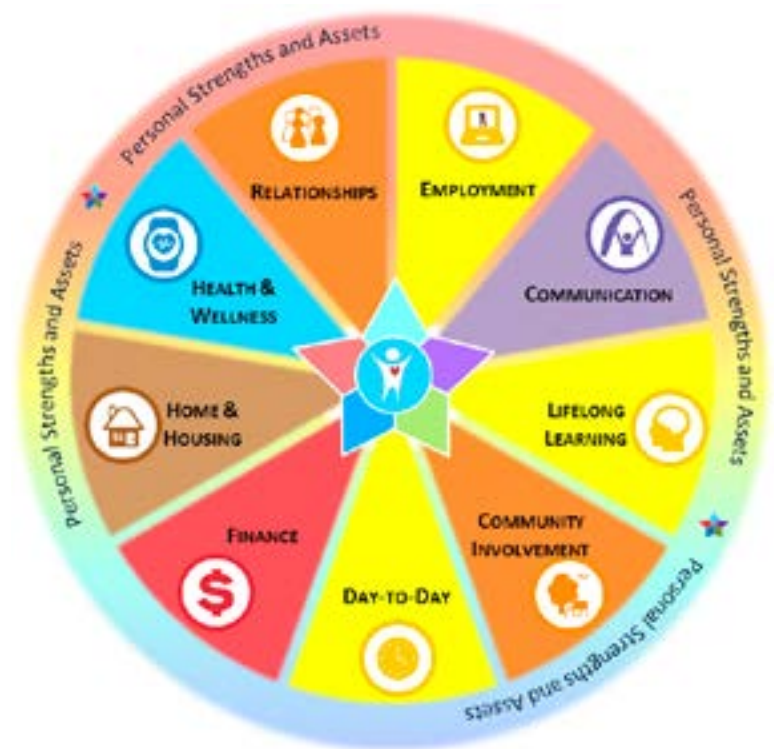 Personal Strengths and Assets
Personal Strengths and Assets
Personal Strengths and Assets
Personal Strengths and Assets
RELATIONSHIPS
EMPLOYMENT
COMMUNICATION
LIFELONG
LEARNING
COMMUNITY
INVOLVEMENT
DAY-TO-DAY
FINANCE
HOME &
HOUSING
HEALTH &
WELLNESS
$